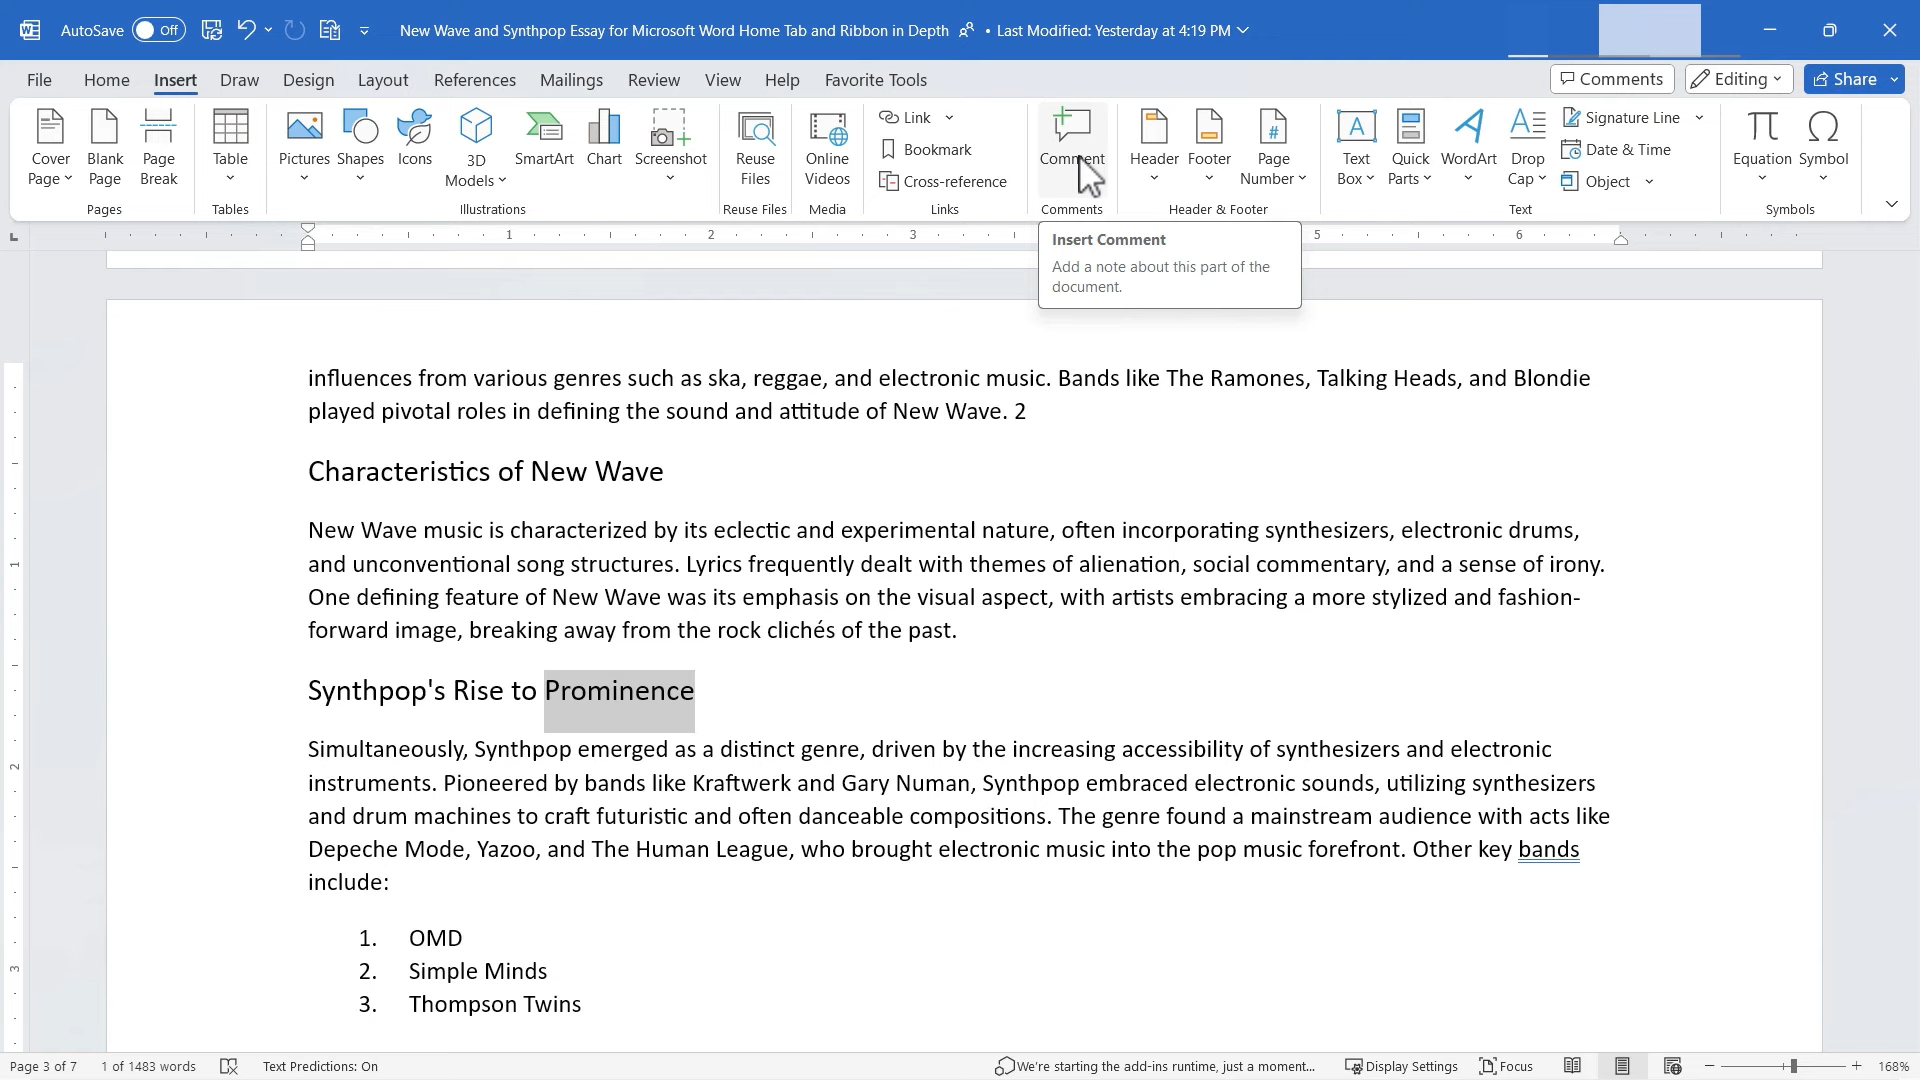 AutoSave Off New Wave and Synthpop Essay for Microsoft Word Home Tab and Ribbon in Depth • Last Modified: Yesterday at 4:19 PM
File Home Insert Draw Design Layout References Mailings Review View Help Favorite Tools Comments Editing Share
Cover Page
Blank Page
Page Break
Pages
Table
Tables
Pictures
Shapes
Icons
3D Models
SmartArt
Chart
Screenshot
Illustrations
Reuse Files
Reuse Files
Online Videos
Media
Link
Bookmark
Cross-reference
Links
Comment
Comments
Header
Footer
Page Number
Header & Footer
Text Box
Quick Parts
WordArt
Drop Cap
Signature Line
Date & Time
Object
Text
Equation
Symbol
Symbols
1 2 3 5 6
Insert Comment
Add a note about this part of the
document.
influences from various genres such as ska, reggae, and electronic music. Bands like The Ramones, Talking Heads, and Blondie
played pivotal roles in defining the sound and attitude of New Wave. 2
Characteristics of New Wave
New Wave music is characterized by its eclectic and experimental nature, often incorporating synthesizers, electronic drums,
and unconventional song structures. Lyrics frequently dealt with themes of alienation, social commentary, and a sense of irony.
One defining feature of New Wave was its emphasis on the visual aspect, with artists embracing a more stylized and fashion-
forward image, breaking away from the rock clichés of the past.
Synthpop's Rise to Prominence
Simultaneously, Synthpop emerged as a distinct genre, driven by the increasing accessibility of synthesizers and electronic
instruments. Pioneered by bands like Kraftwerk and Gary Numan, Synthpop embraced electronic sounds, utilizing synthesizers
and drum machines to craft futuristic and often danceable compositions. The genre found a mainstream audience with acts like
Depeche Mode, Yazoo, and The Human League, who brought electronic music into the pop music forefront. Other key bands
include:
1. OMD
2. Simple Minds
3. Thompson Twins
1
2
3
Page 3 of 7 1 of 1483 words Text Predictions: On We're starting the add-ins runtime, just a moment... Display Settings Focus 168%